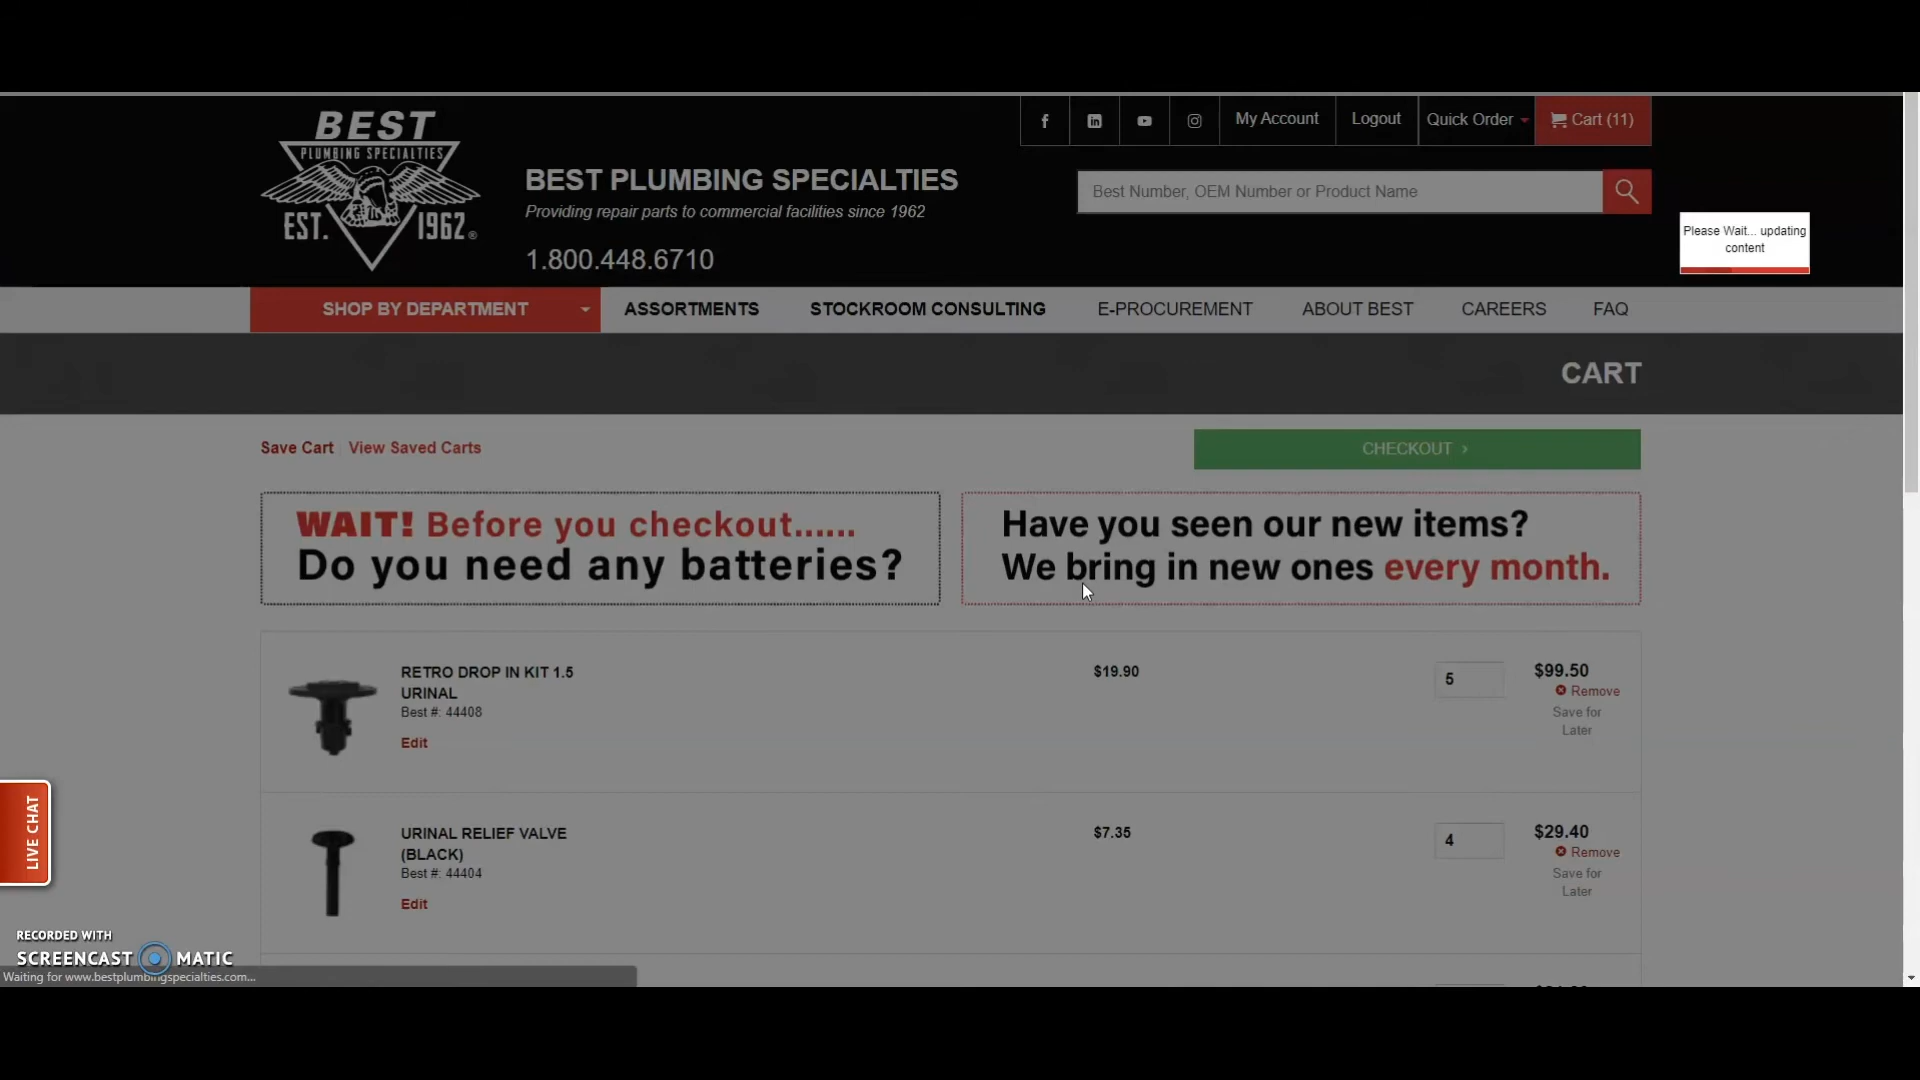 BEST
PLUMBING SPECIALTIES
EST. 1962
BEST PLUMBING SPECIALTIES
Providing repair parts to commercial facilities since 1962
1.800.448.6710
My Account Logout Quick Order Cart (11)
Best Number, OEM Number or Product Name
Please Wait... updating
content
SHOP BY DEPARTMENT ASSORTMENTS STOCKROOM CONSULTING E-PROCUREMENT ABOUT BEST CAREERS FAQ
CART
Save Cart View Saved Carts
CHECKOUT
WAIT! Before you checkout......
Do you need any batteries?
Have you seen our new items?
We bring in new ones every month.
RETRO DROP IN KIT 1.5
URINAL
Best #: 44408
Edit
$19.90
5
$99.50
Remove
Save for
Later
URINAL RELIEF VALVE
(BLACK)
Best #: 44404
Edit
$7.35
4
$29.40
Remove
Save for
Later
LIVE CHAT
RECORDED WITH
SCREENCAST MATIC
Waiting for www.bestplumbingspecialties.com...